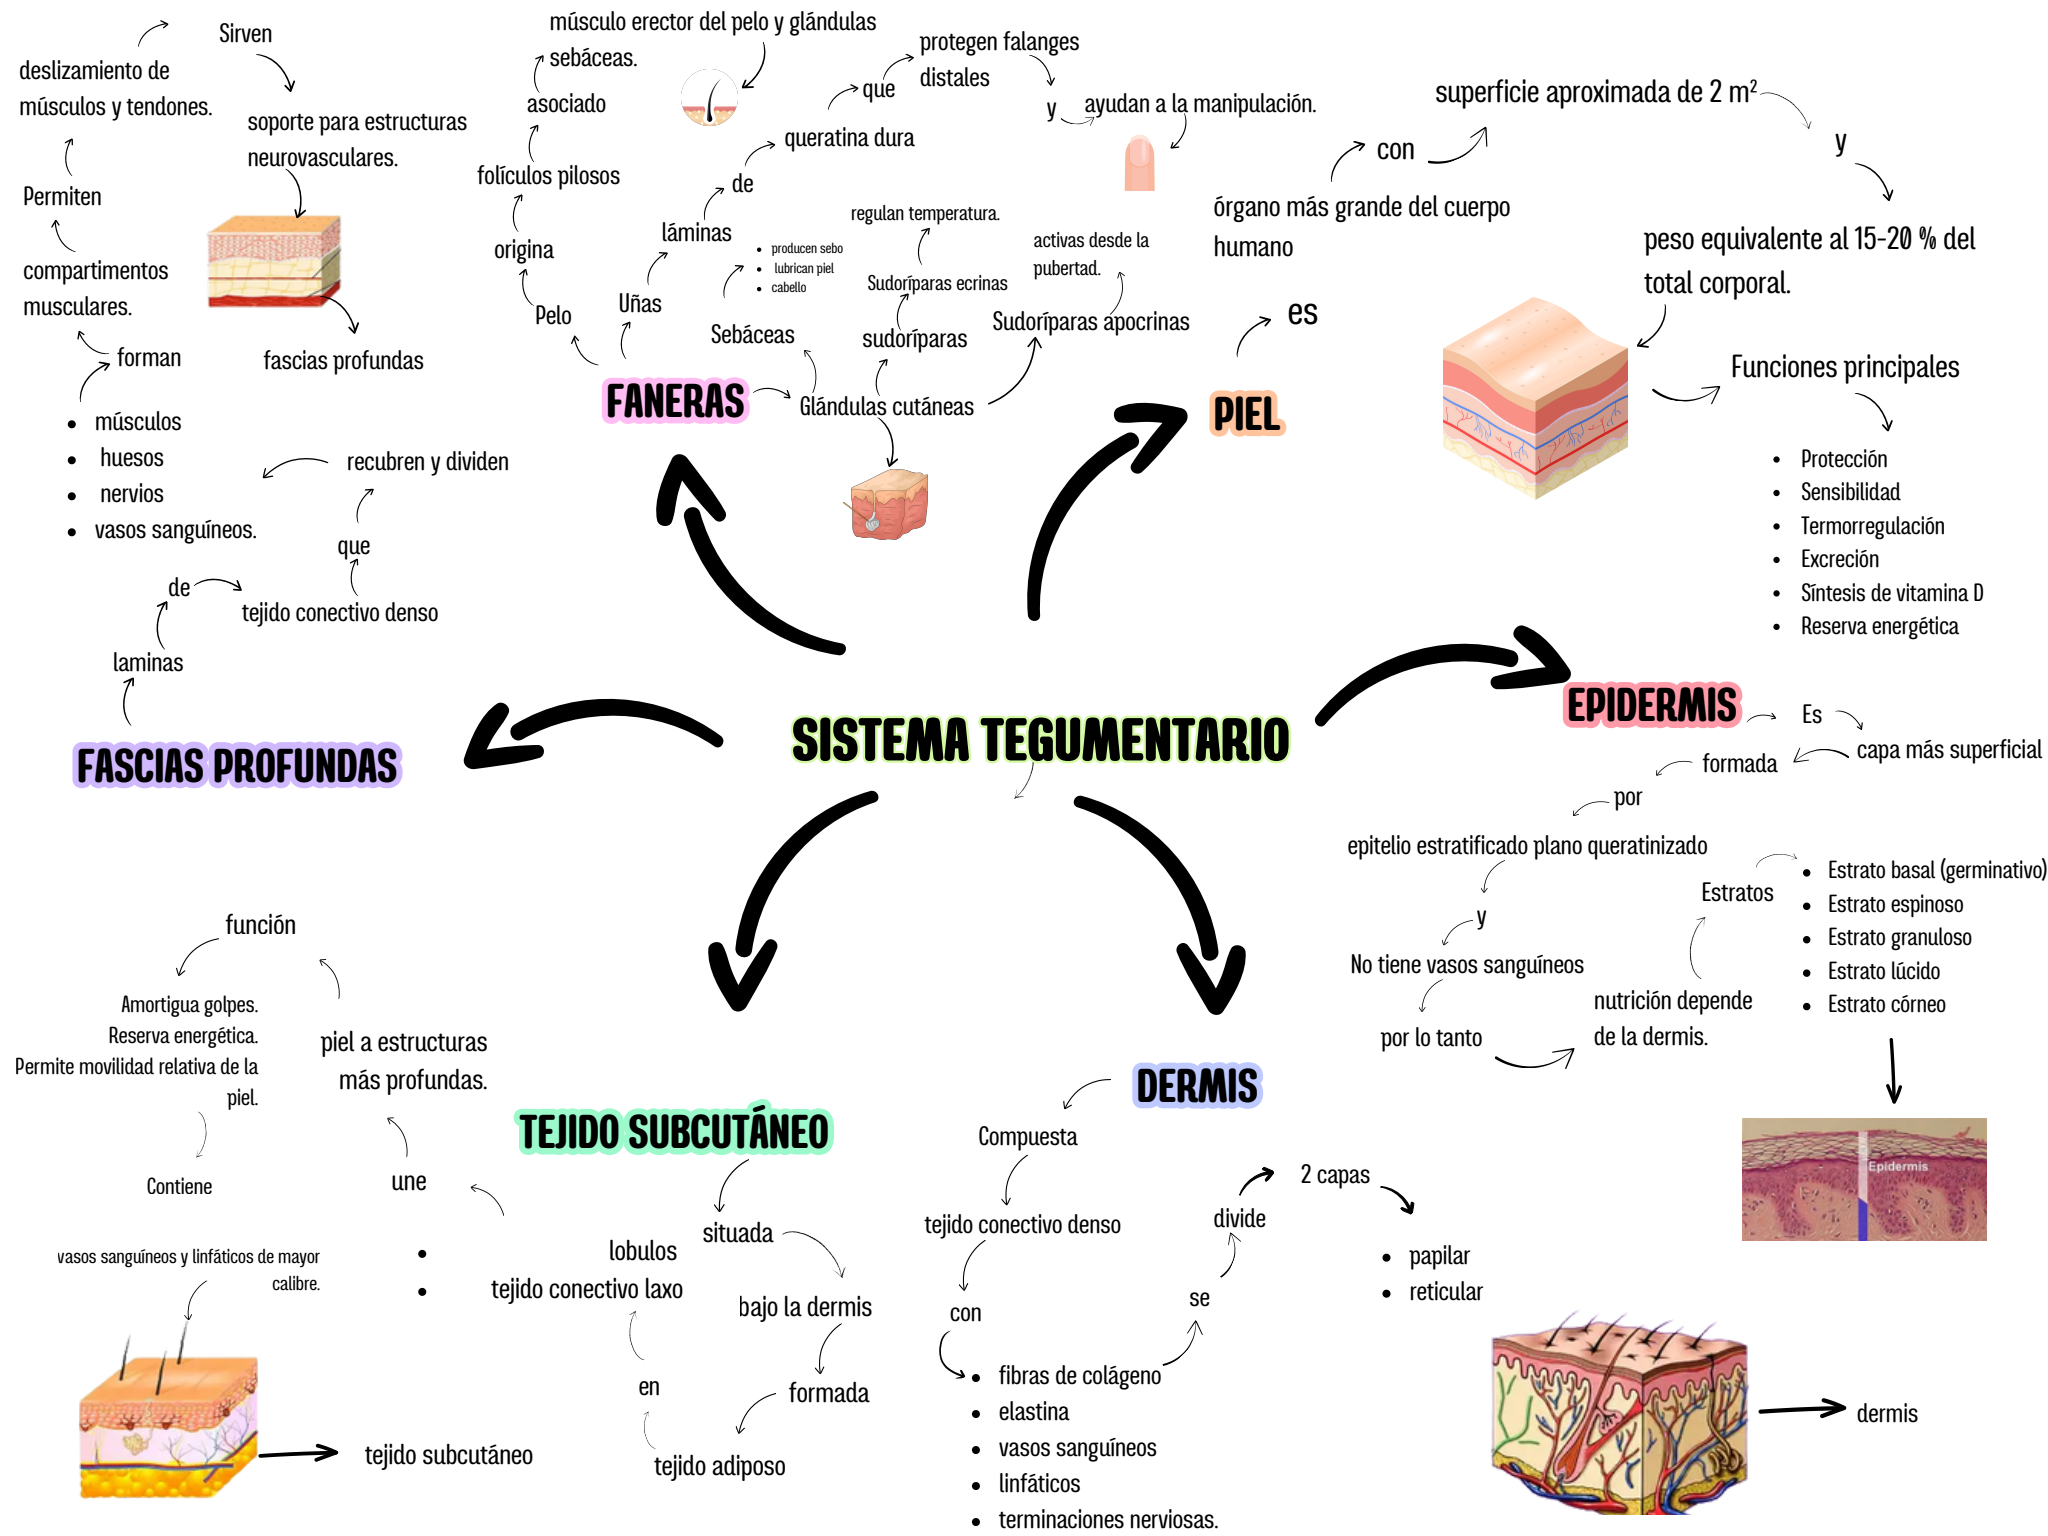 SISTEMA TEGUMENTARIO
PIEL
es
órgano más grande del cuerpo
humano
con
superficie aproximada de 2 m²
y
peso equivalente al 15-20 % del
total corporal.
Funciones principales
• Protección
• Sensibilidad
• Termorregulación
• Excreción
• Síntesis de vitamina D
• Reserva energética
EPIDERMIS
Es
capa más superficial
formada
por
epitelio estratificado plano queratinizado
y
No tiene vasos sanguíneos
por lo tanto
nutrición depende
de la dermis.
Estratos
• Estrato basal (germinativo)
• Estrato espinoso
• Estrato granuloso
• Estrato lúcido
• Estrato córneo
Epidermis
DERMIS
Compuesta
tejido conectivo denso
con
• fibras de colágeno
• elastina
• vasos sanguíneos
• linfáticos
• terminaciones nerviosas.
se
divide
2 capas
• papilar
• reticular
dermis
TEJIDO SUBCUTÁNEO
situada
bajo la dermis
formada
tejido adiposo
en
• lobulos
• tejido conectivo laxo
une
piel a estructuras
más profundas.
función
Amortigua golpes.
Reserva energética.
Permite movilidad relativa de la
piel.
Contiene
vasos sanguíneos y linfáticos de mayor
calibre.
tejido subcutáneo
FASCIAS PROFUNDAS
laminas
de
tejido conectivo denso
que
recubren y dividen
• músculos
• huesos
• nervios
• vasos sanguíneos.
forman
compartimentos
musculares.
Permiten
deslizamiento de
músculos y tendones.
Sirven
soporte para estructuras
neurovasculares.
fascias profundas
FANERAS
Pelo
origina
folículos pilosos
asociado
músculo erector del pelo y glándulas
sebáceas.
Uñas
láminas
de
queratina dura
que
protegen falanges
distales
y
ayudan a la manipulación.
Glándulas cutáneas
Sebáceas
• producen sebo
• lubrican piel
• cabello
sudoríparas
Sudoríparas ecrinas
regulan temperatura.
Sudoríparas apocrinas
activas desde la
pubertad.